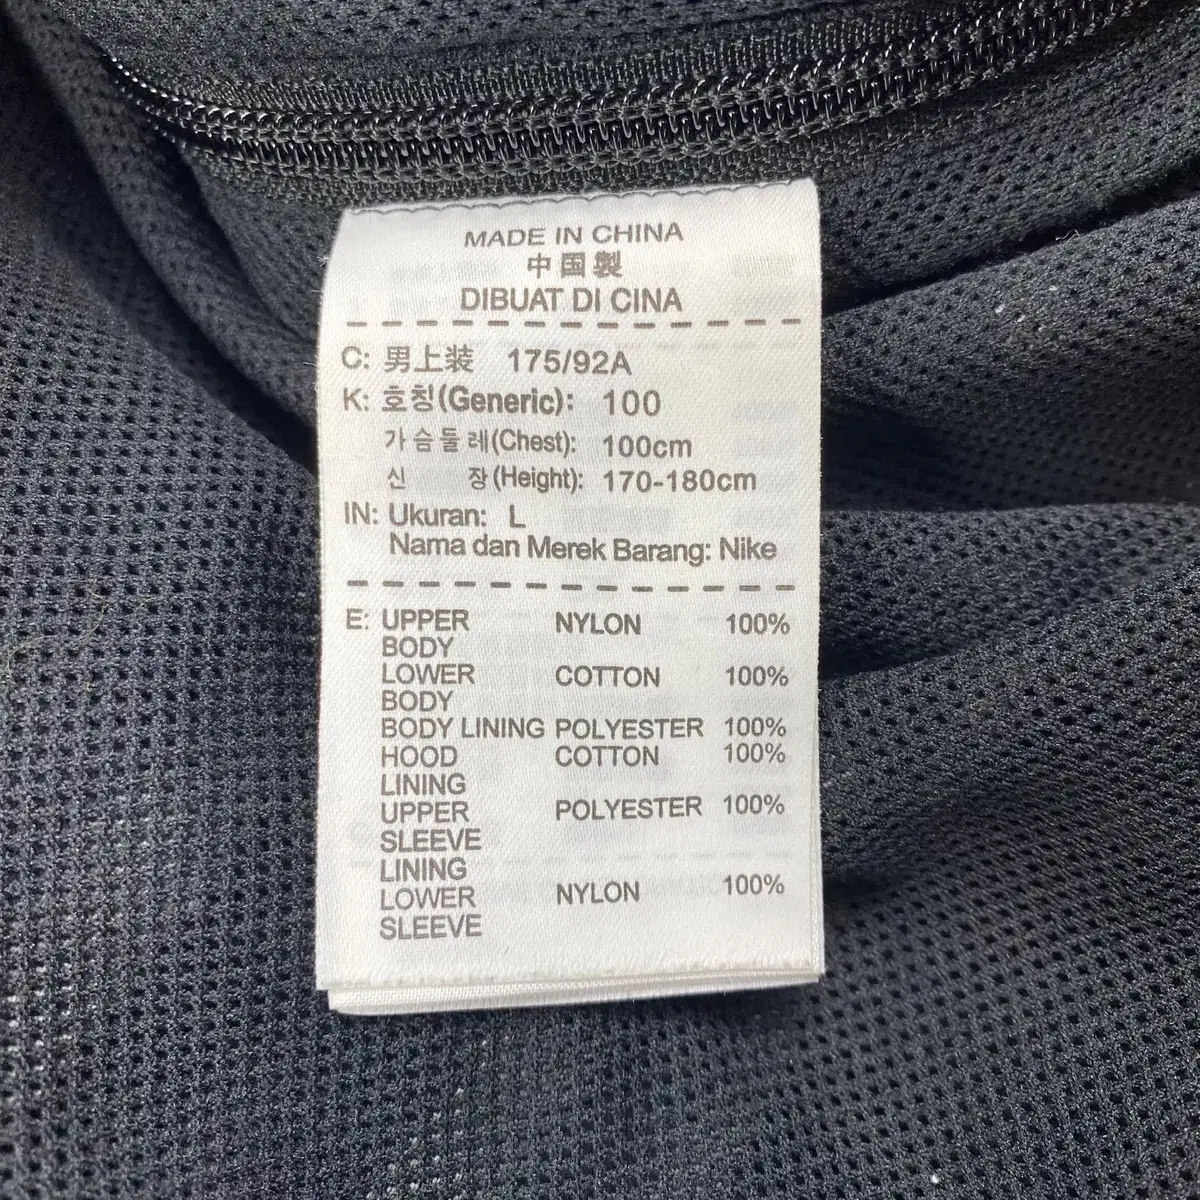 MADE IN CHINA
中国製
DIBUAT DI CINA
C: 男上装 175/92A
K: 호칭(Generic): 100
가슴둘레(Chest): 100cm
신 장(Height): 170-180cm
IN: Ukuran: L
Nama dan Merek Barang: Nike
E: UPPER NYLON 100%
BODY
LOWER COTTON 100%
BODY
BODY LINING POLYESTER 100%
HOOD COTTON 100%
LINING
UPPER POLYESTER 100%
SLEEVE
LINING
LOWER NYLON 100%
SLEEVE